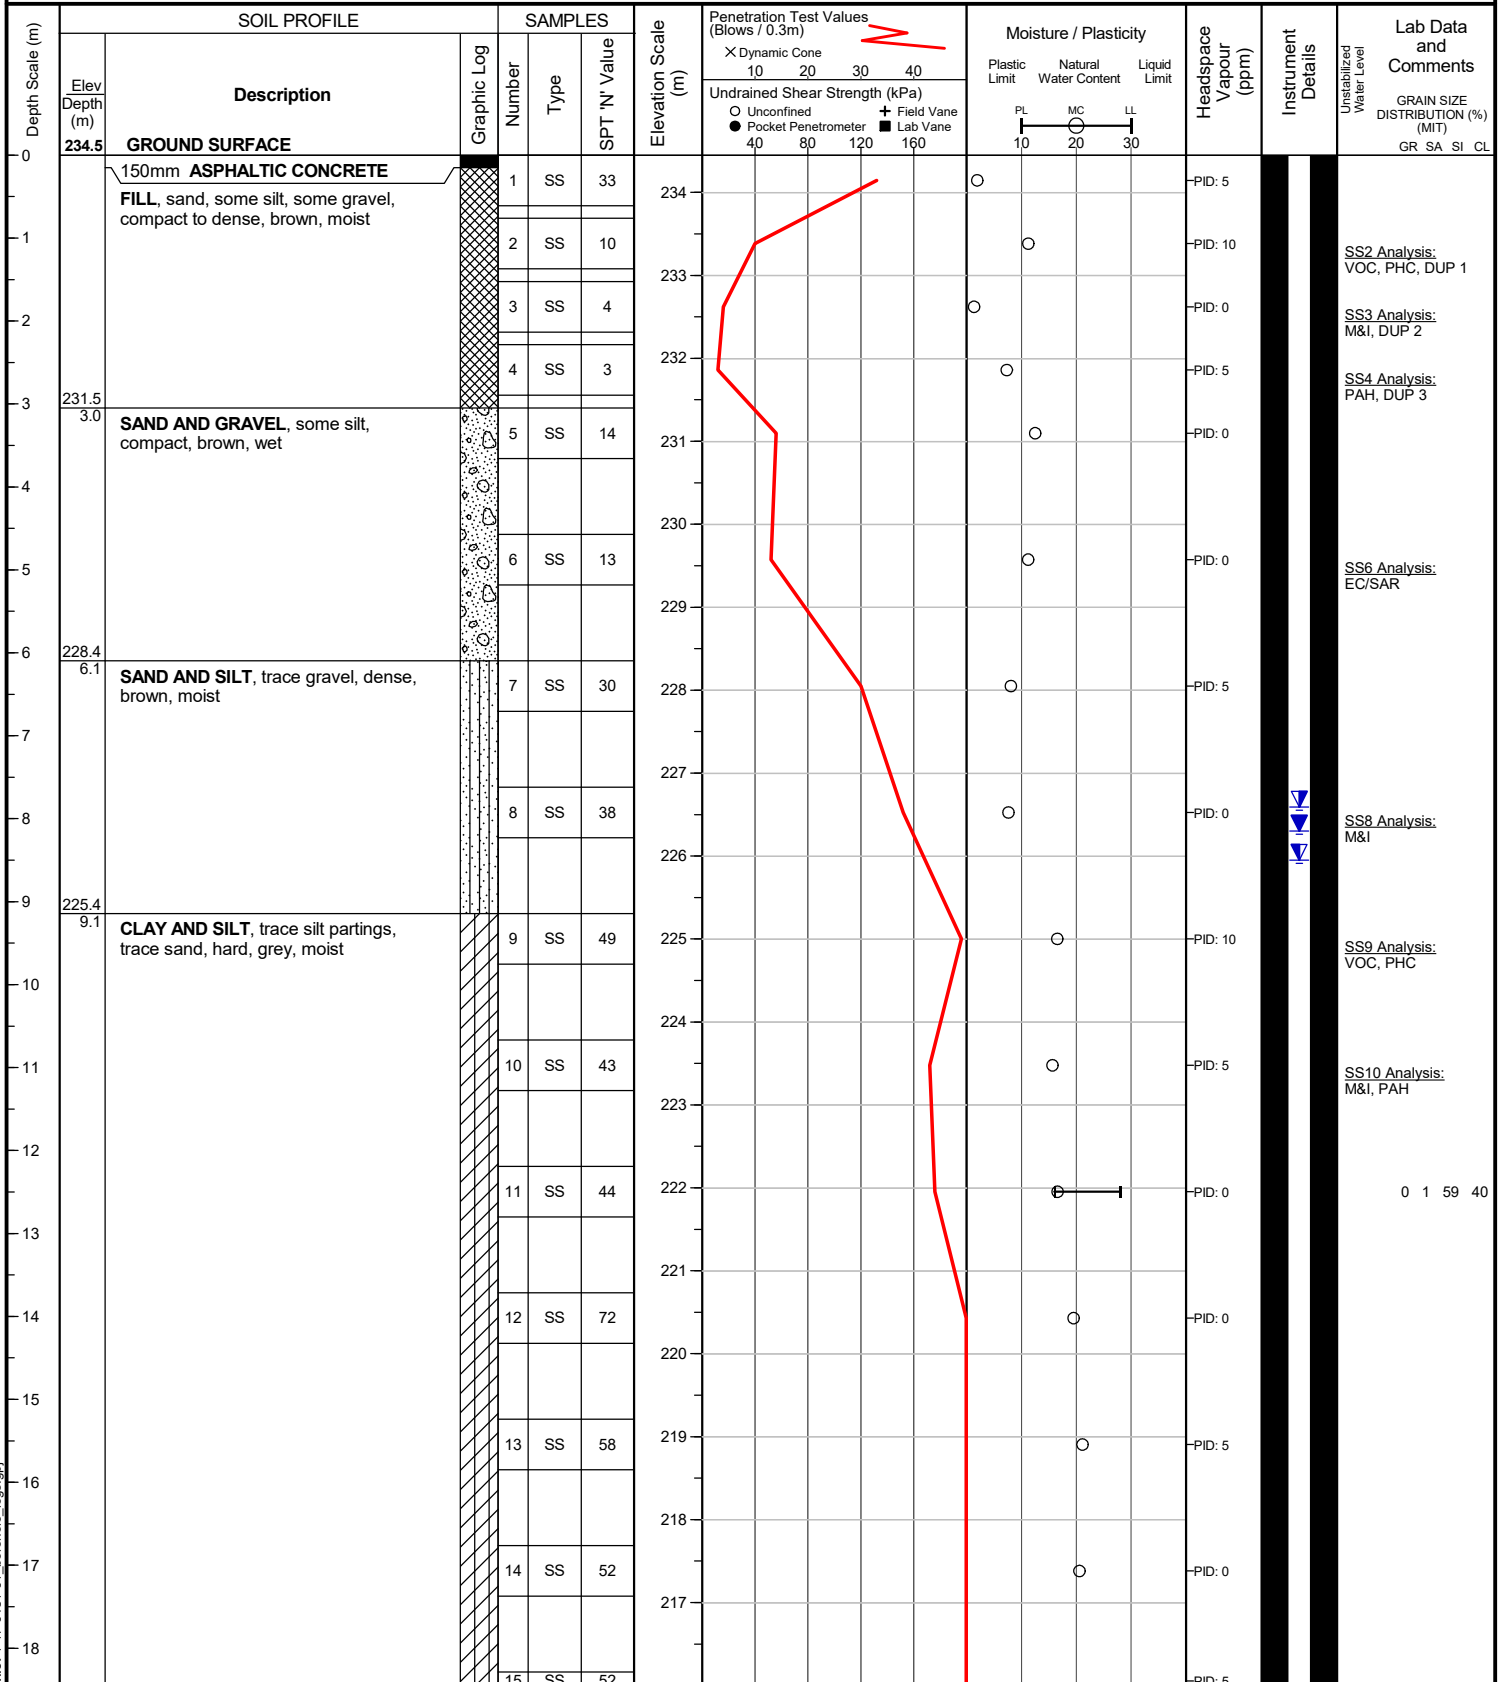 SOIL PROFILE
SAMPLES
Depth Scale (m)
Elev
Depth
(m)
Description
Graphic Log
Number
Type
SPT 'N' Value
Elevation Scale
(m)
Penetration Test Values
(Blows / 0.3m)
X Dynamic Cone
10 20 30 40
Undrained Shear Strength (kPa)
Unconfined
Field Vane
Pocket Penetrometer
Lab Vane
40 80 120 160
Moisture / Plasticity
Plastic Limit
Natural Water Content
Liquid Limit
PL MC LL
10 20 30
Headspace
Vapour
(ppm)
Instrument
Details
Unstabilized
Water Level
Lab Data
and
Comments
GRAIN SIZE
DISTRIBUTION (%)
(MIT)
GR SA SI CL
234.5 GROUND SURFACE
0
150mm ASPHALTIC CONCRETE
1 SS 33
234
PID: 5
FILL, sand, some silt, some gravel,
compact to dense, brown, moist
1
2 SS 10
PID: 10
SS2 Analysis:
VOC, PHC, DUP 1
233
3 SS 4
PID: 0
SS3 Analysis:
M&I, DUP 2
2
232
4 SS 3
PID: 5
SS4 Analysis:
PAH, DUP 3
231.5
3
3.0
SAND AND GRAVEL, some silt,
compact, brown, wet
5 SS 14
PID: 0
231
4
230
6 SS 13
PID: 0
SS6 Analysis:
EC/SAR
5
229
228.4
6
6.1
SAND AND SILT, trace gravel, dense,
brown, moist
7 SS 30
228
PID: 5
7
227
8
8 SS 38
PID: 0
SS8 Analysis:
M&I
226
225.4
9
9.1
CLAY AND SILT, trace silt partings,
trace sand, hard, grey, moist
9 SS 49
225
PID: 10
SS9 Analysis:
VOC, PHC
10
224
11
10 SS 43
PID: 5
SS10 Analysis:
M&I, PAH
223
12
222
11 SS 44
PID: 0
0 1 59 40
13
221
14
12 SS 72
PID: 0
220
15
219
13 SS 58
PID: 5
16
218
17
14 SS 52
PID: 0
217
18
15 SS 52
PID: 5